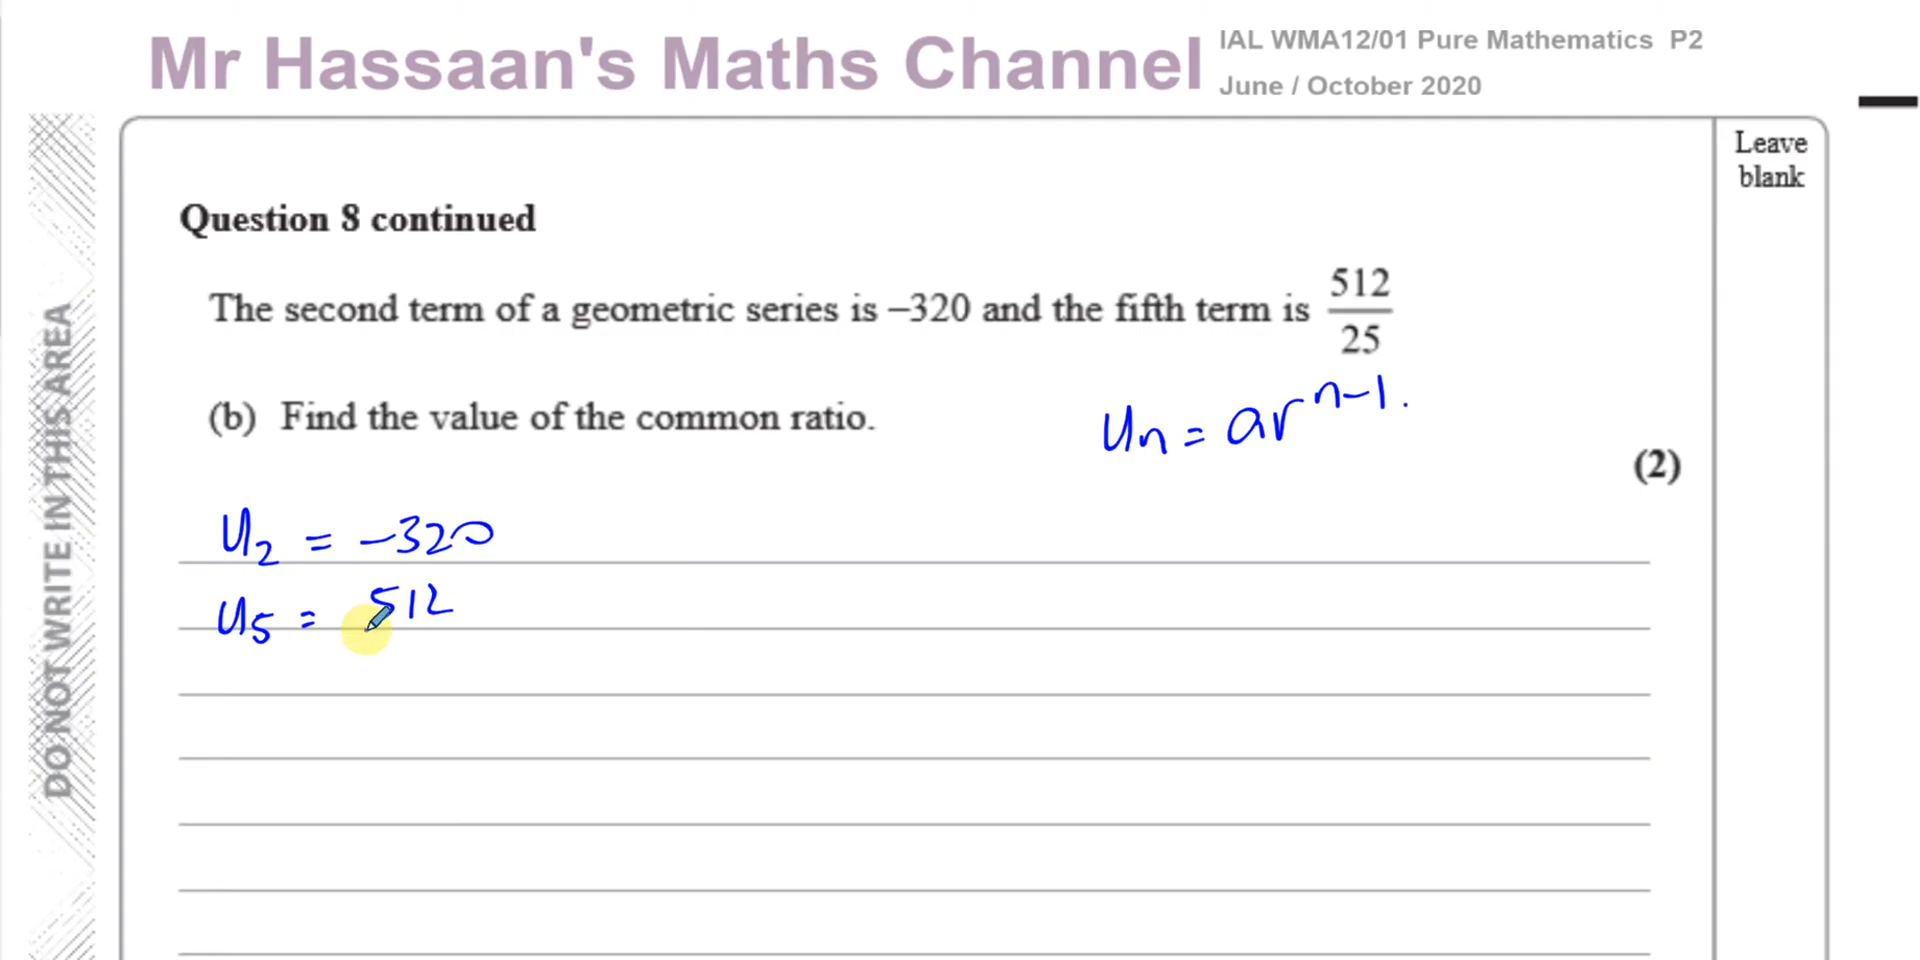 Mr Hassaan's Maths Channel
IAL WMA12/01 Pure Mathematics P2
June / October 2020
Leave
blank
DO NOT WRITE IN THIS AREA
Question 8 continued
The second term of a geometric series is –320 and the fifth term is 512/25
(b) Find the value of the common ratio.
Un = ar^n-1.
(2)
U2 = -320
U5 = 512